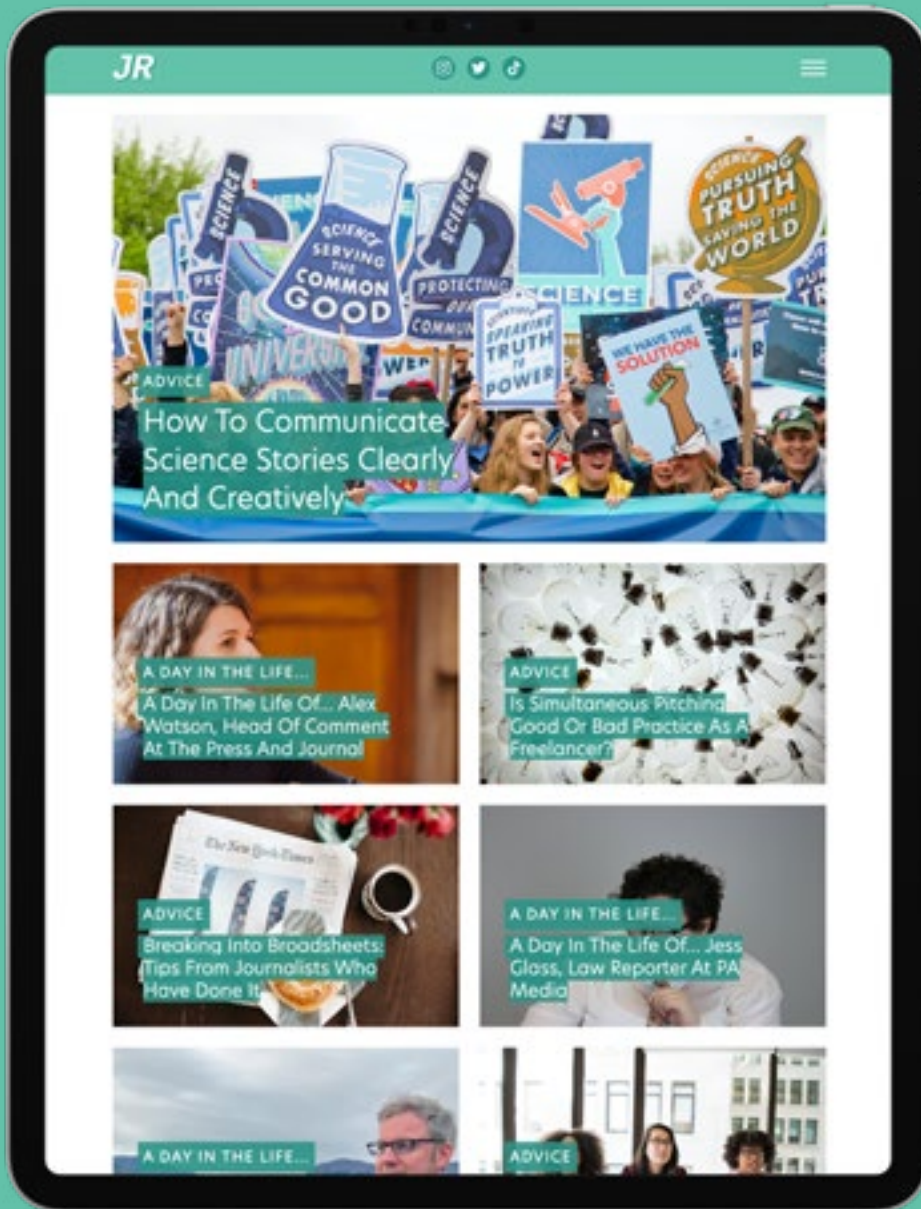 JR
SCIENCE
SCIENCE
SERVING
THE
COMMON
GOOD
SCIENCE
PROTECTING
OUR
SCIENCE
SCIENCE
PURSUING
TRUTH
SAVING THE
WORLD
SPEAKING
TRUTH
TO
POWER
WE HAVE THE
SOLUTION
ADVICE
How To Communicate
Science Stories Clearly
And Creatively
A DAY IN THE LIFE...
A Day In The Life Of... Alex
Watson, Head Of Comment
At The Press And Journal
ADVICE
Is Simultaneous Pitching
Good Or Bad Practice As A
Freelancer?
The New York Times
ADVICE
Breaking Into Broadsheets:
Tips From Journalists Who
Have Done It
A DAY IN THE LIFE...
A Day In The Life Of... Jess
Glass, Law Reporter At PA
Media
A DAY IN THE LIFE...
ADVICE